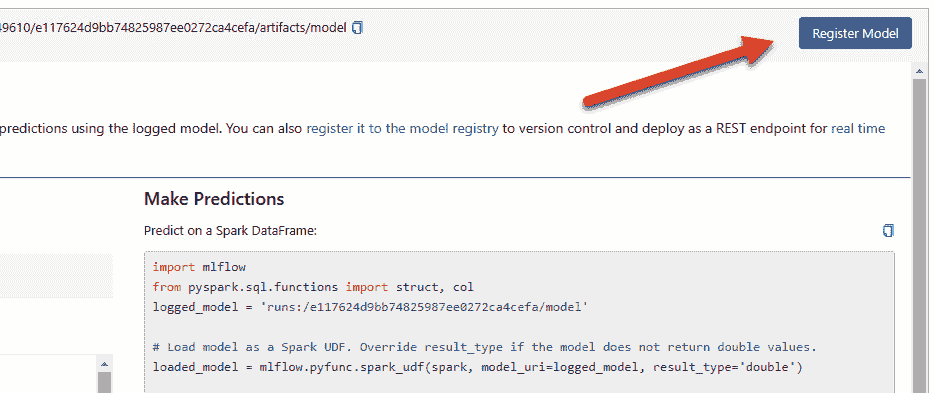 49610/e117624d9bb74825987ee0272ca4cefa/artifacts/model
Register Model
predictions using the logged model. You can also register it to the model registry to version control and deploy as a REST endpoint for real time
Make Predictions
Predict on a Spark DataFrame:
import mlflow
from pyspark.sql.functions import struct, col
logged_model = 'runs:/e117624d9bb74825987ee0272ca4cefa/model'
# Load model as a Spark UDF. Override result_type if the model does not return double values.
loaded_model = mlflow.pyfunc.spark_udf(spark, model_uri=logged_model, result_type='double')